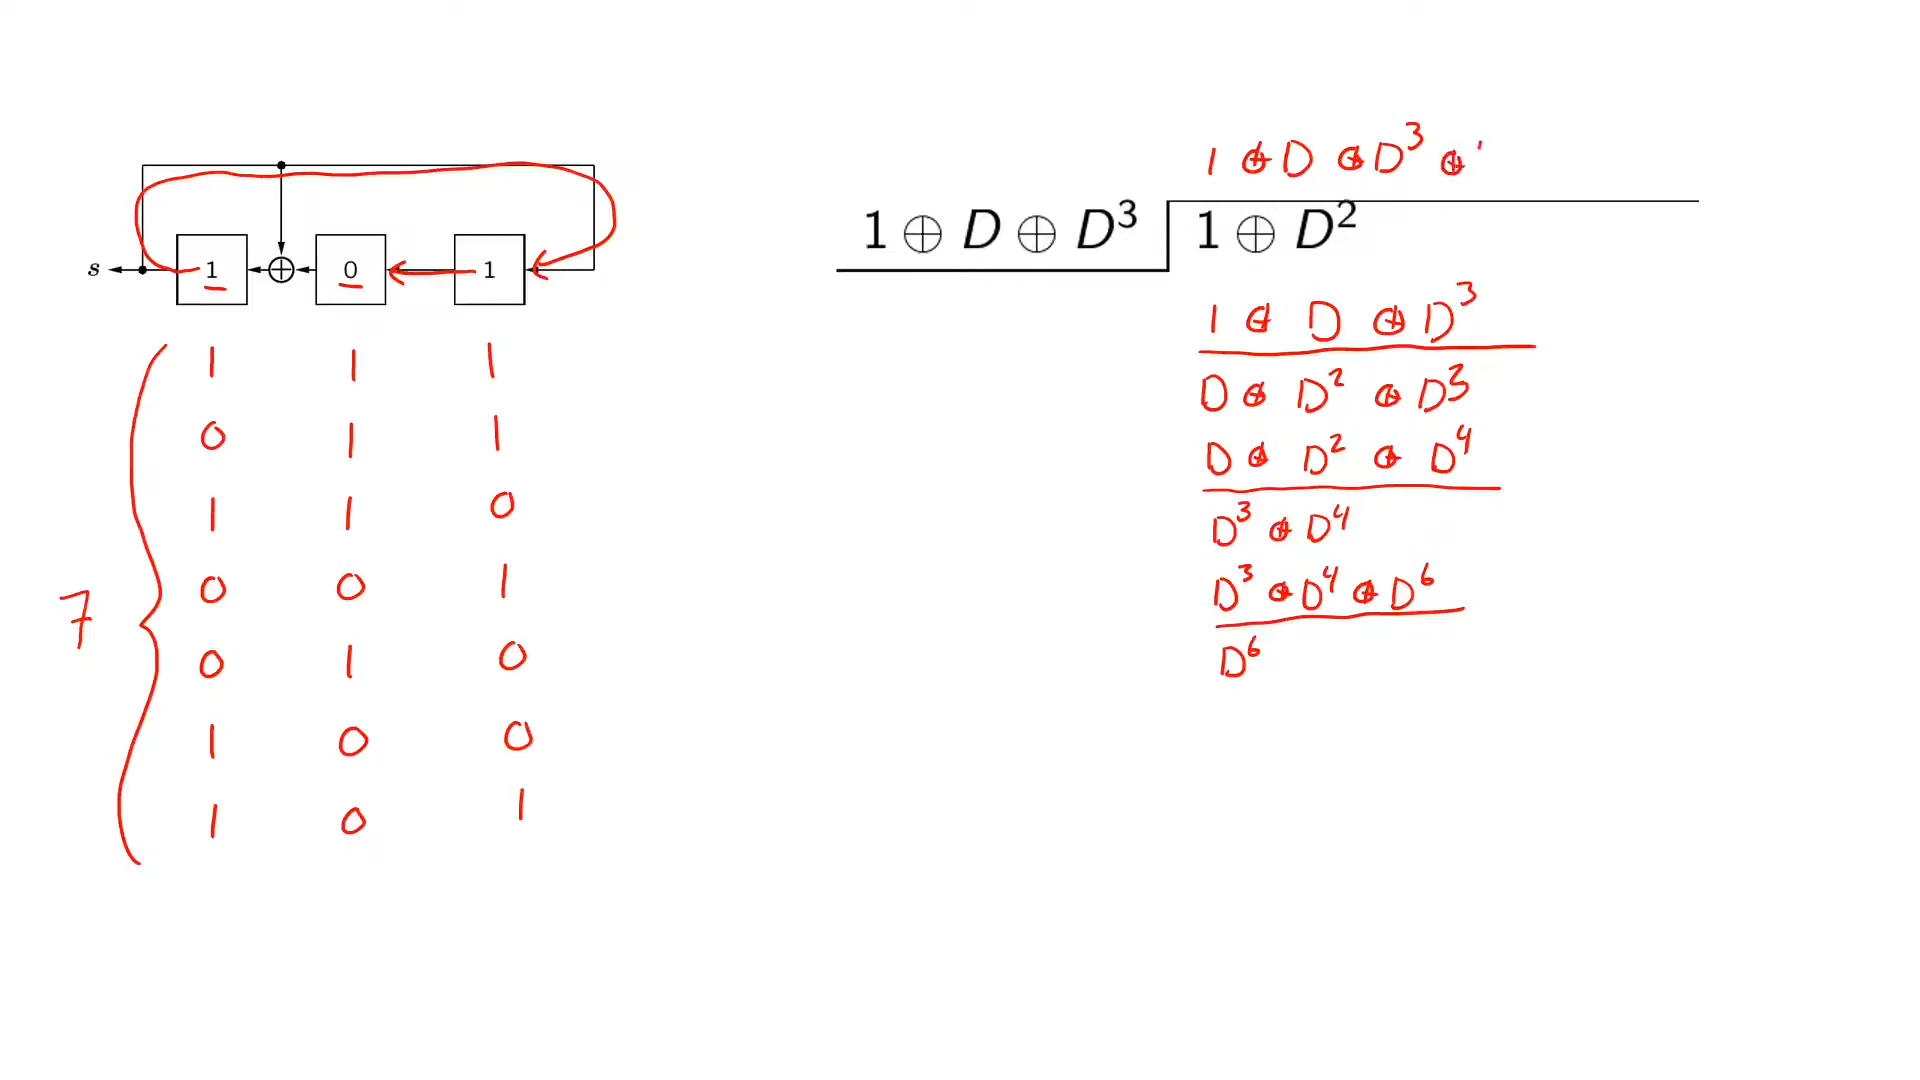 s 1 ⊕ 0 1
1 1 1
0 1 1
1 1 0
0 0 1
0 1 0
1 0 0
1 0 1
7
1 ⊕ D ⊕ D³ ⊕
1 ⊕ D ⊕ D³ 1 ⊕ D²
1 ⊕ D ⊕ D³
D ⊕ D² ⊕ D³
D ⊕ D² ⊕ D⁴
D³ ⊕ D⁴
D³ ⊕ D⁴ ⊕ D⁶
D⁶